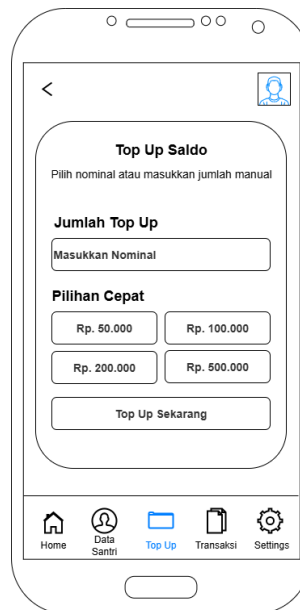 Top Up Saldo
Pilih nominal atau masukkan jumlah manual
Jumlah Top Up
Masukkan Nominal
Pilihan Cepat
Rp. 50.000
Rp. 100.000
Rp. 200.000
Rp. 500.000
Top Up Sekarang
Home
Data
Santri
Top Up
Transaksi
Settings